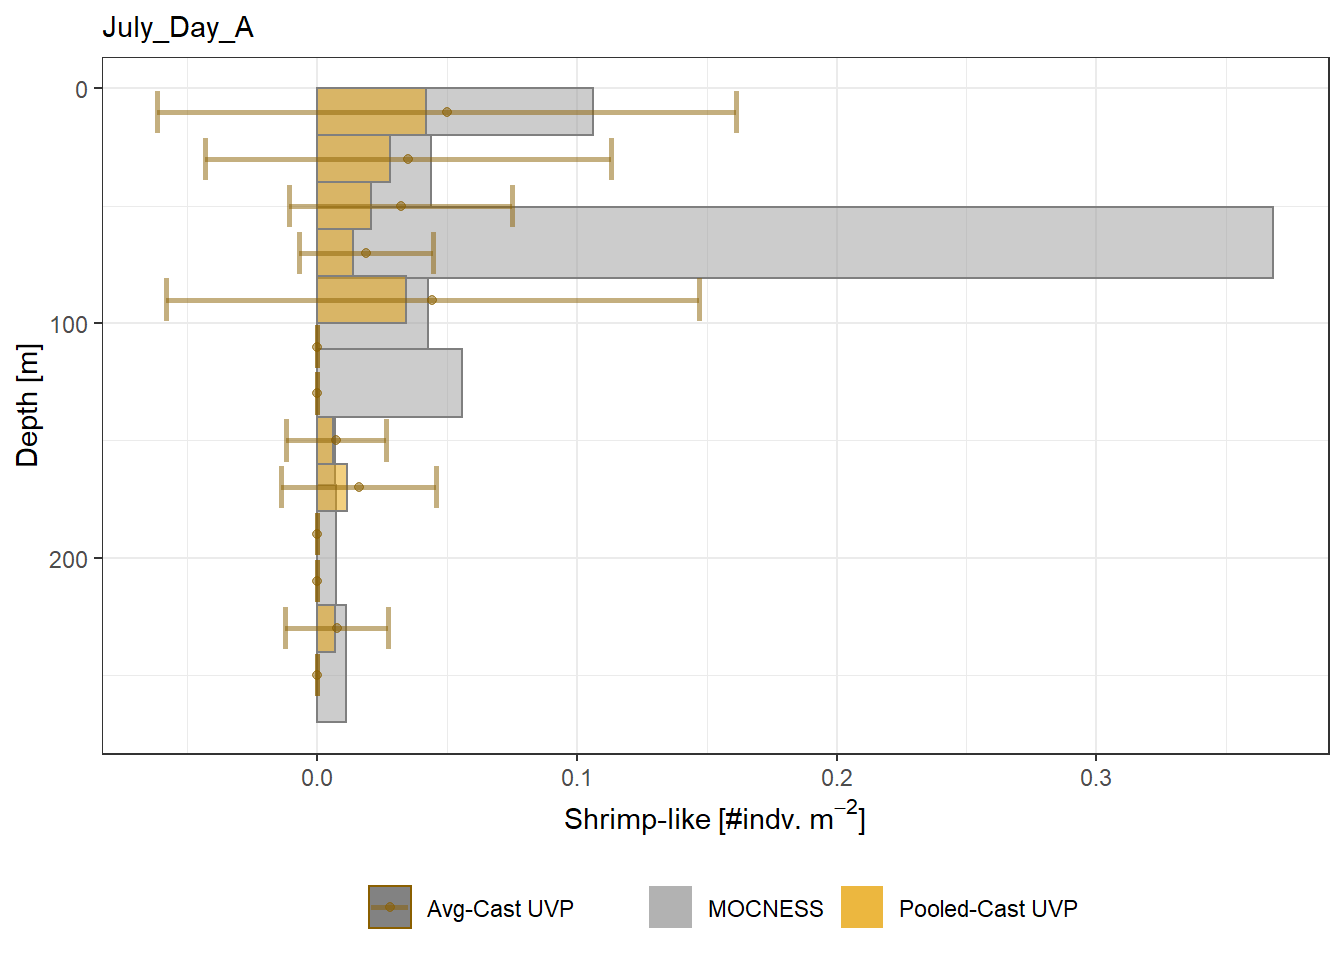 July_Day_A
0
100
200
Depth [m]
0.0 0.1 0.2 0.3
Shrimp-like [#indv. m⁻²]
Avg-Cast UVP MOCNESS Pooled-Cast UVP